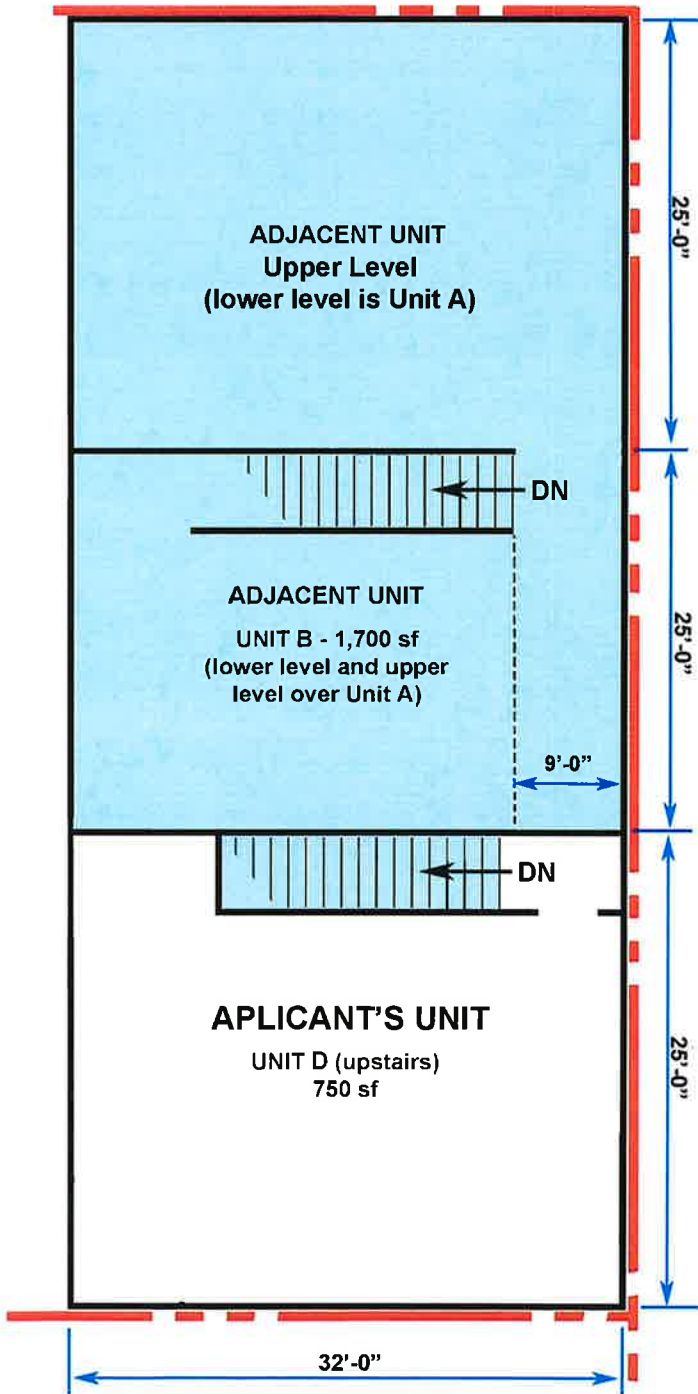 25'-0"
ADJACENT UNIT
Upper Level
(lower level is Unit A)
DN
25'-0"
ADJACENT UNIT
UNIT B - 1,700 sf
(lower level and upper
level over Unit A)
9'-0"
DN
APLICANT'S UNIT
UNIT D (upstairs)
750 sf
25'-0"
32'-0"